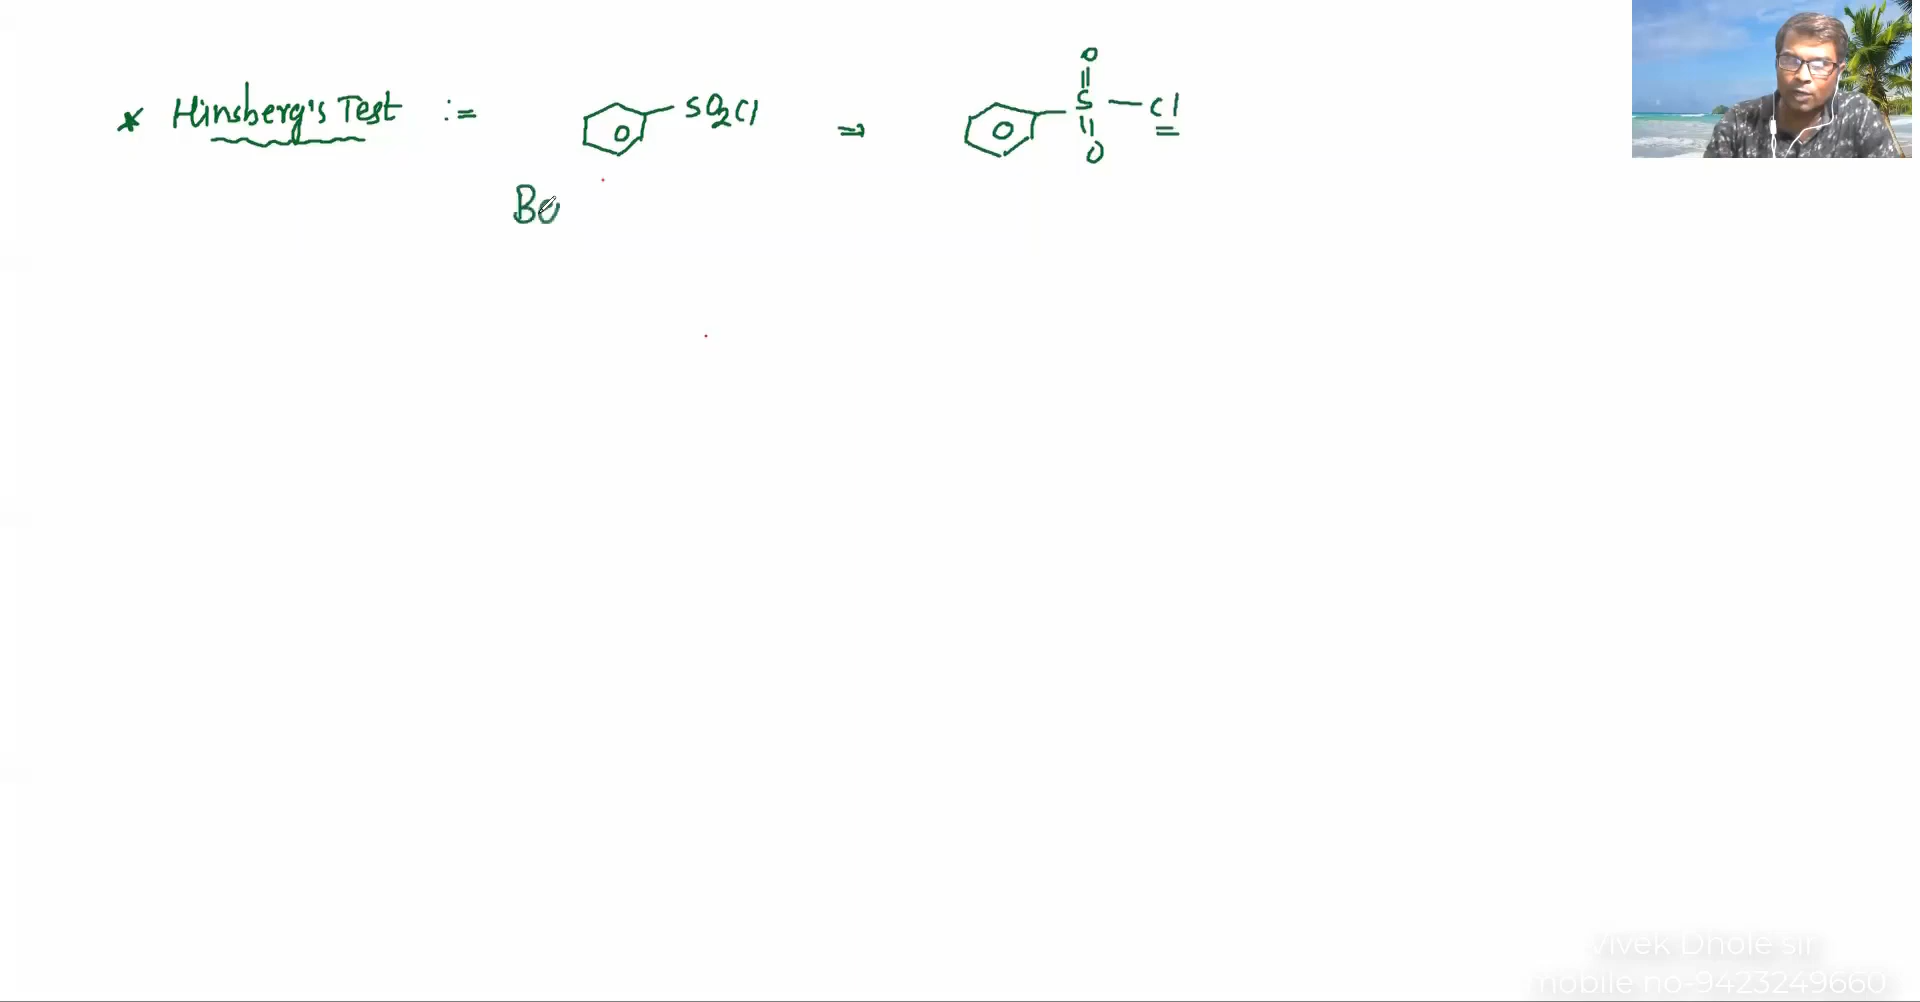 * Hinsberg's Test := SO2Cl ⇒ O
S — Cl
O
Be
Vivek Dhole sir
mobile no-9423249660